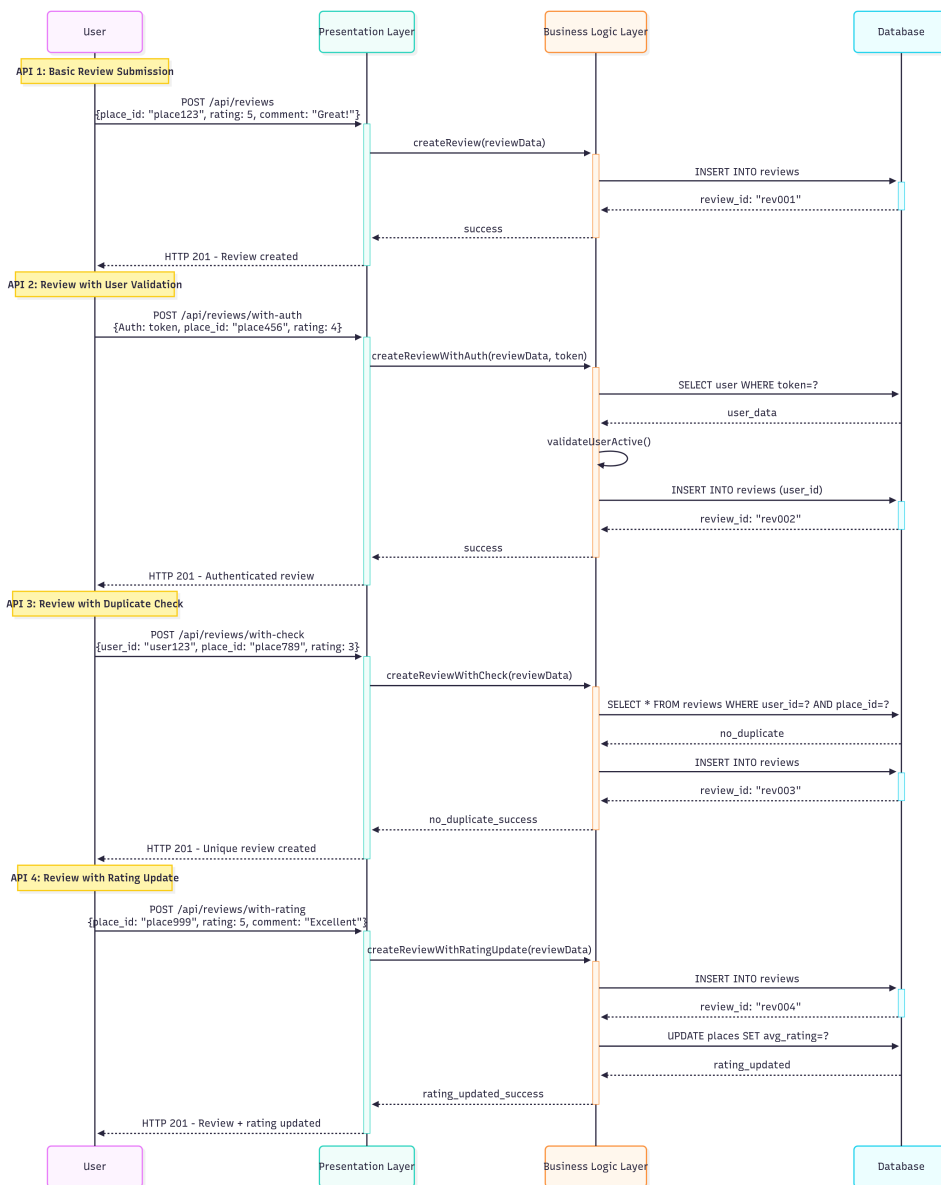 User
Presentation Layer
Business Logic Layer
Database
API 1: Basic Review Submission
POST /api/reviews
{place_id: "place123", rating: 5, comment: "Great!"}
createReview(reviewData)
INSERT INTO reviews
review_id: "rev001"
success
HTTP 201 - Review created
API 2: Review with User Validation
POST /api/reviews/with-auth
{Auth: token, place_id: "place456", rating: 4}
createReviewWithAuth(reviewData, token)
SELECT user WHERE token=?
user_data
validateUserActive()
INSERT INTO reviews (user_id)
review_id: "rev002"
success
HTTP 201 - Authenticated review
API 3: Review with Duplicate Check
POST /api/reviews/with-check
{user_id: "user123", place_id: "place789", rating: 3}
createReviewWithCheck(reviewData)
SELECT * FROM reviews WHERE user_id=? AND place_id=?
no_duplicate
INSERT INTO reviews
review_id: "rev003"
no_duplicate_success
HTTP 201 - Unique review created
API 4: Review with Rating Update
POST /api/reviews/with-rating
{place_id: "place999", rating: 5, comment: "Excellent"}
createReviewWithRatingUpdate(reviewData)
INSERT INTO reviews
review_id: "rev004"
UPDATE places SET avg_rating=?
rating_updated
rating_updated_success
HTTP 201 - Review + rating updated
User
Presentation Layer
Business Logic Layer
Database